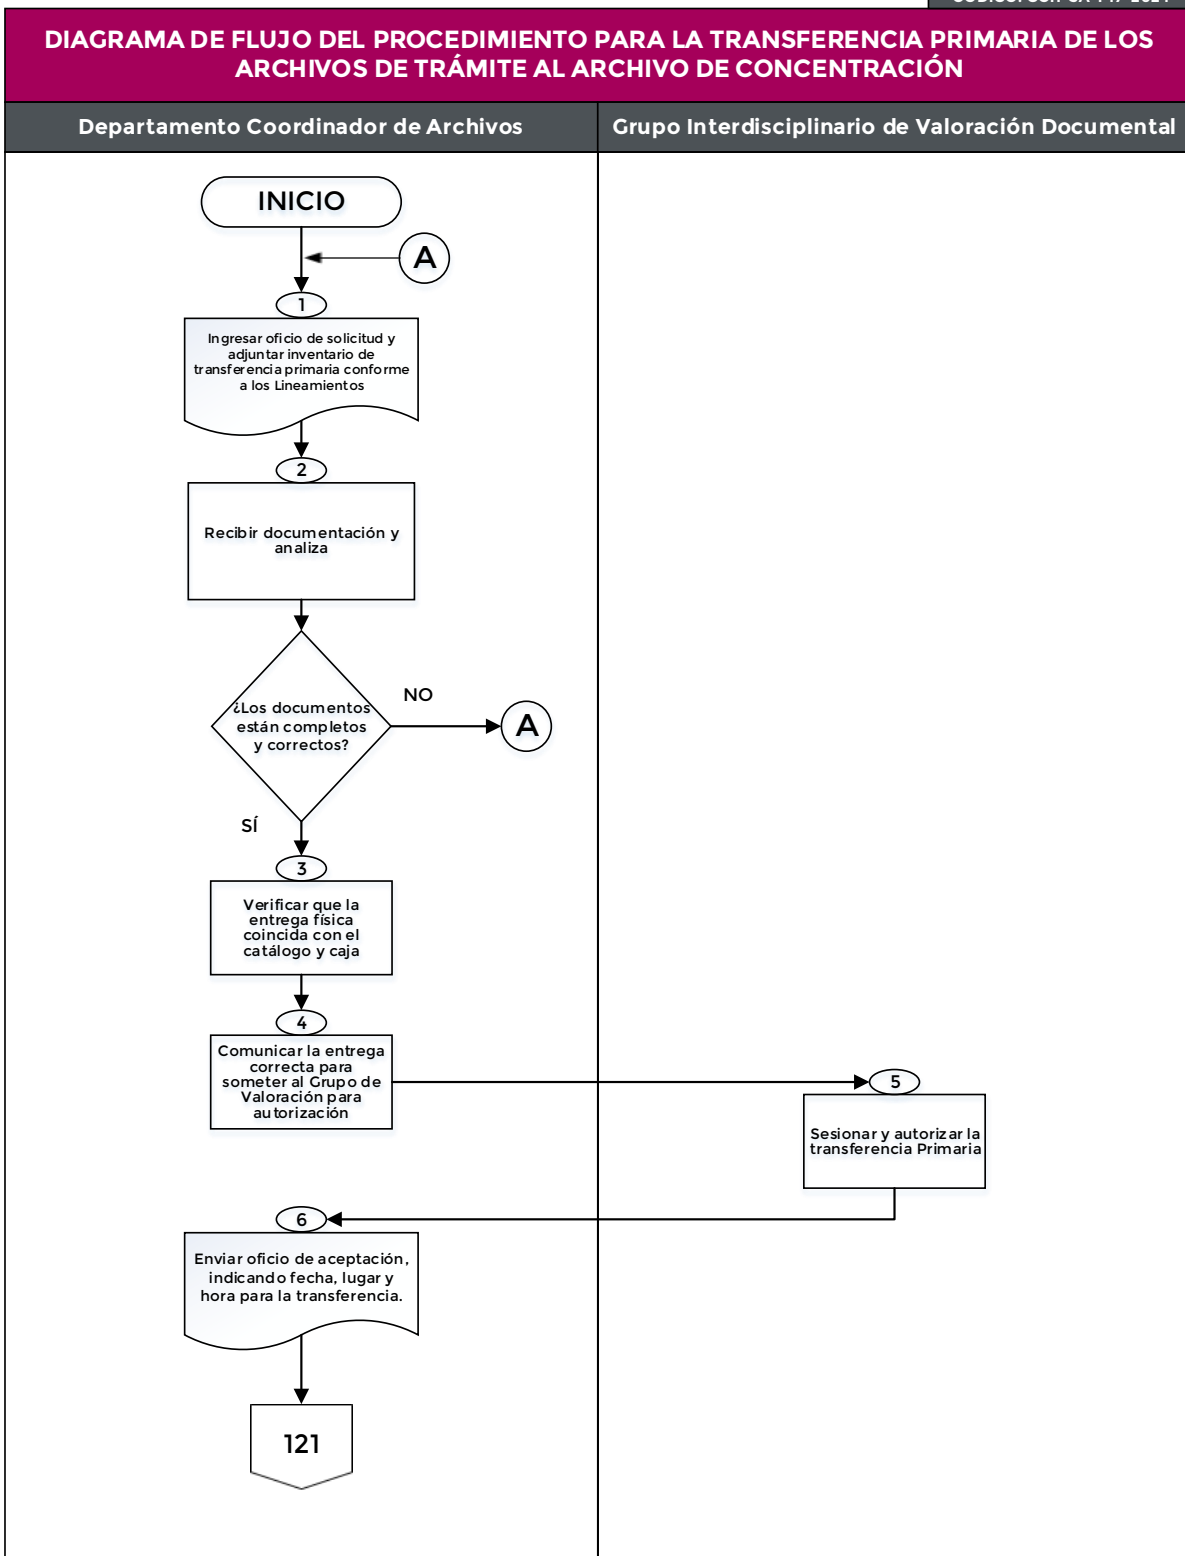 DIAGRAMA DE FLUJO DEL PROCEDIMIENTO PARA LA TRANSFERENCIA PRIMARIA DE LOS
ARCHIVOS DE TRÁMITE AL ARCHIVO DE CONCENTRACIÓN
Departamento Coordinador de Archivos
Grupo Interdisciplinario de Valoración Documental
INICIO
A
1
Ingresar oficio de solicitud y
adjuntar inventario de
transferencia primaria conforme
a los Lineamientos
2
Recibir documentación y
analiza
¿Los documentos
están completos
y correctos?
NO
A
SÍ
3
Verificar que la
entrega física
coincida con el
catálogo y caja
4
Comunicar la entrega
correcta para
someter al Grupo de
Valoración para
autorización
5
Sesionar y autorizar la
transferencia Primaria
6
Enviar oficio de aceptación,
indicando fecha, lugar y
hora para la transferencia.
121